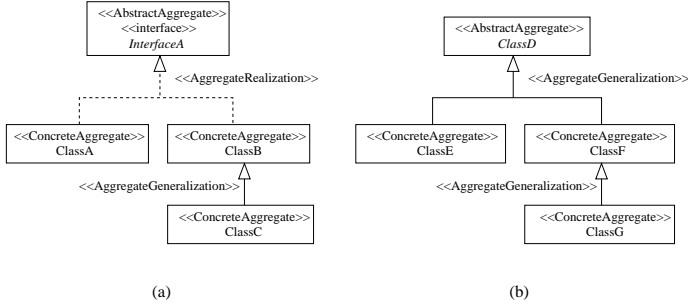 <<AbstractAggregate>>
<<interface>>
InterfaceA
<<AggregateRealization>>
<<ConcreteAggregate>>
ClassA
<<ConcreteAggregate>>
ClassB
<<AggregateGeneralization>>
<<ConcreteAggregate>>
ClassC
(a)
<<AbstractAggregate>>
ClassD
<<AggregateGeneralization>>
<<ConcreteAggregate>>
ClassE
<<ConcreteAggregate>>
ClassF
<<AggregateGeneralization>>
<<ConcreteAggregate>>
ClassG
(b)